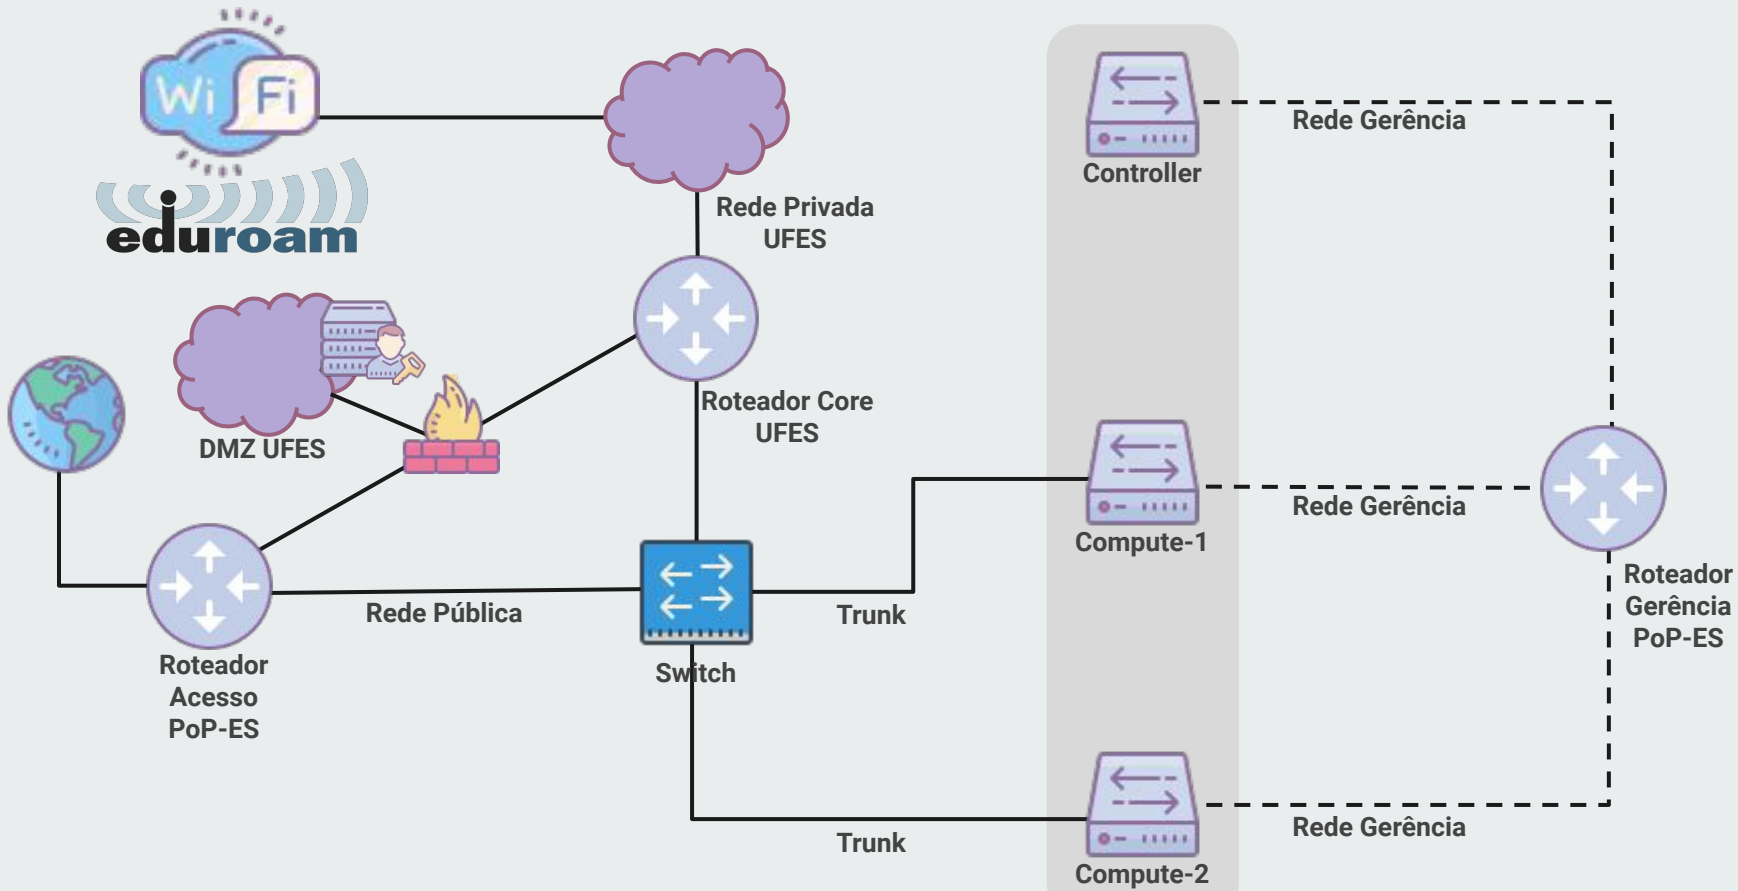 Wi Fi
eduroam
Rede Privada
UFES
Controller
Rede Gerência
DMZ UFES
Roteador Core
UFES
Compute-1
Rede Gerência
Roteador
Gerência
PoP-ES
Rede Pública
Trunk
Switch
Roteador
Acesso
PoP-ES
Trunk
Compute-2
Rede Gerência